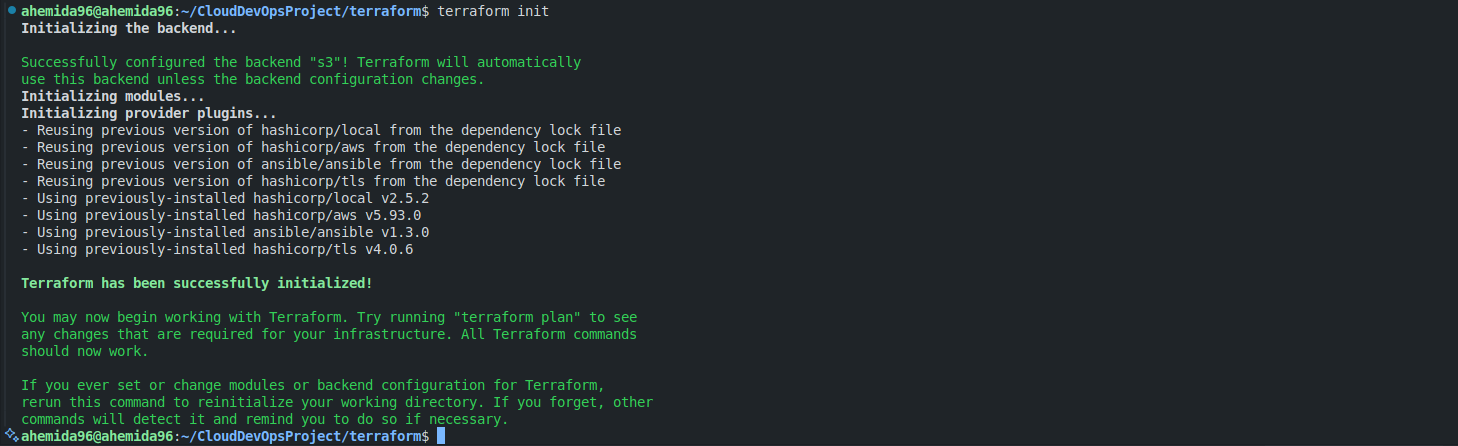 ahemida96@ahemida96:~/CloudDevOpsProject/terraform$ terraform init
Initializing the backend...
Successfully configured the backend "s3"! Terraform will automatically
use this backend unless the backend configuration changes.
Initializing modules...
Initializing provider plugins...
- Reusing previous version of hashicorp/local from the dependency lock file
- Reusing previous version of hashicorp/aws from the dependency lock file
- Reusing previous version of ansible/ansible from the dependency lock file
- Reusing previous version of hashicorp/tls from the dependency lock file
- Using previously-installed hashicorp/local v2.5.2
- Using previously-installed hashicorp/aws v5.93.0
- Using previously-installed ansible/ansible v1.3.0
- Using previously-installed hashicorp/tls v4.0.6
Terraform has been successfully initialized!
You may now begin working with Terraform. Try running "terraform plan" to see
any changes that are required for your infrastructure. All Terraform commands
should now work.
If you ever set or change modules or backend configuration for Terraform,
rerun this command to reinitialize your working directory. If you forget, other
commands will detect it and remind you to do so if necessary.
ahemida96@ahemida96:~/CloudDevOpsProject/terraform$